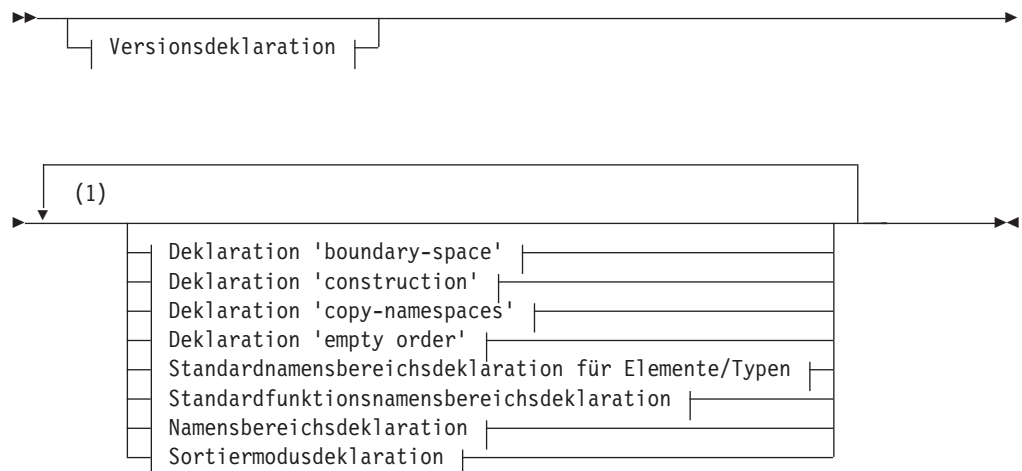 Versionsdeklaration
(1)
Deklaration 'boundary-space'
Deklaration 'construction'
Deklaration 'copy-namespaces'
Deklaration 'empty order'
Standardnamensbereichsdeklaration für Elemente/Typen
Standardfunktionsnamensbereichsdeklaration
Namensbereichsdeklaration
Sortiermodusdeklaration